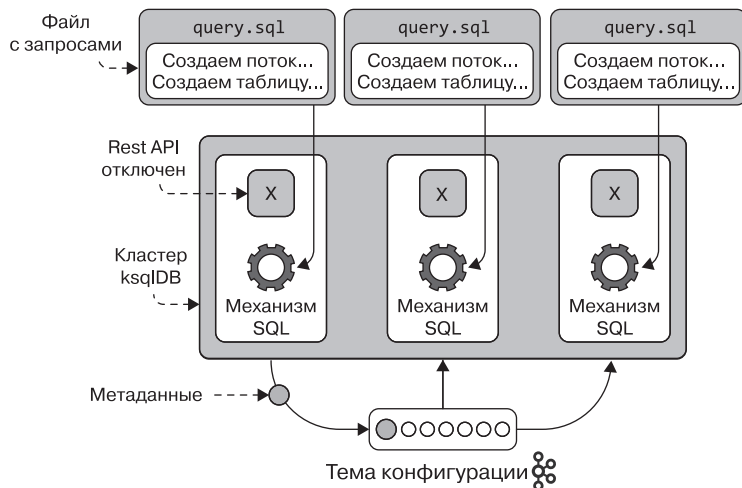 Файл
с запросами
query.sql
Создаем поток...
Создаем таблицу...
query.sql
Создаем поток...
Создаем таблицу...
query.sql
Создаем поток...
Создаем таблицу...
Rest API
отключен
X
X
X
Кластер
ksqlDB
Механизм
SQL
Механизм
SQL
Механизм
SQL
Метаданные
Тема конфигурации